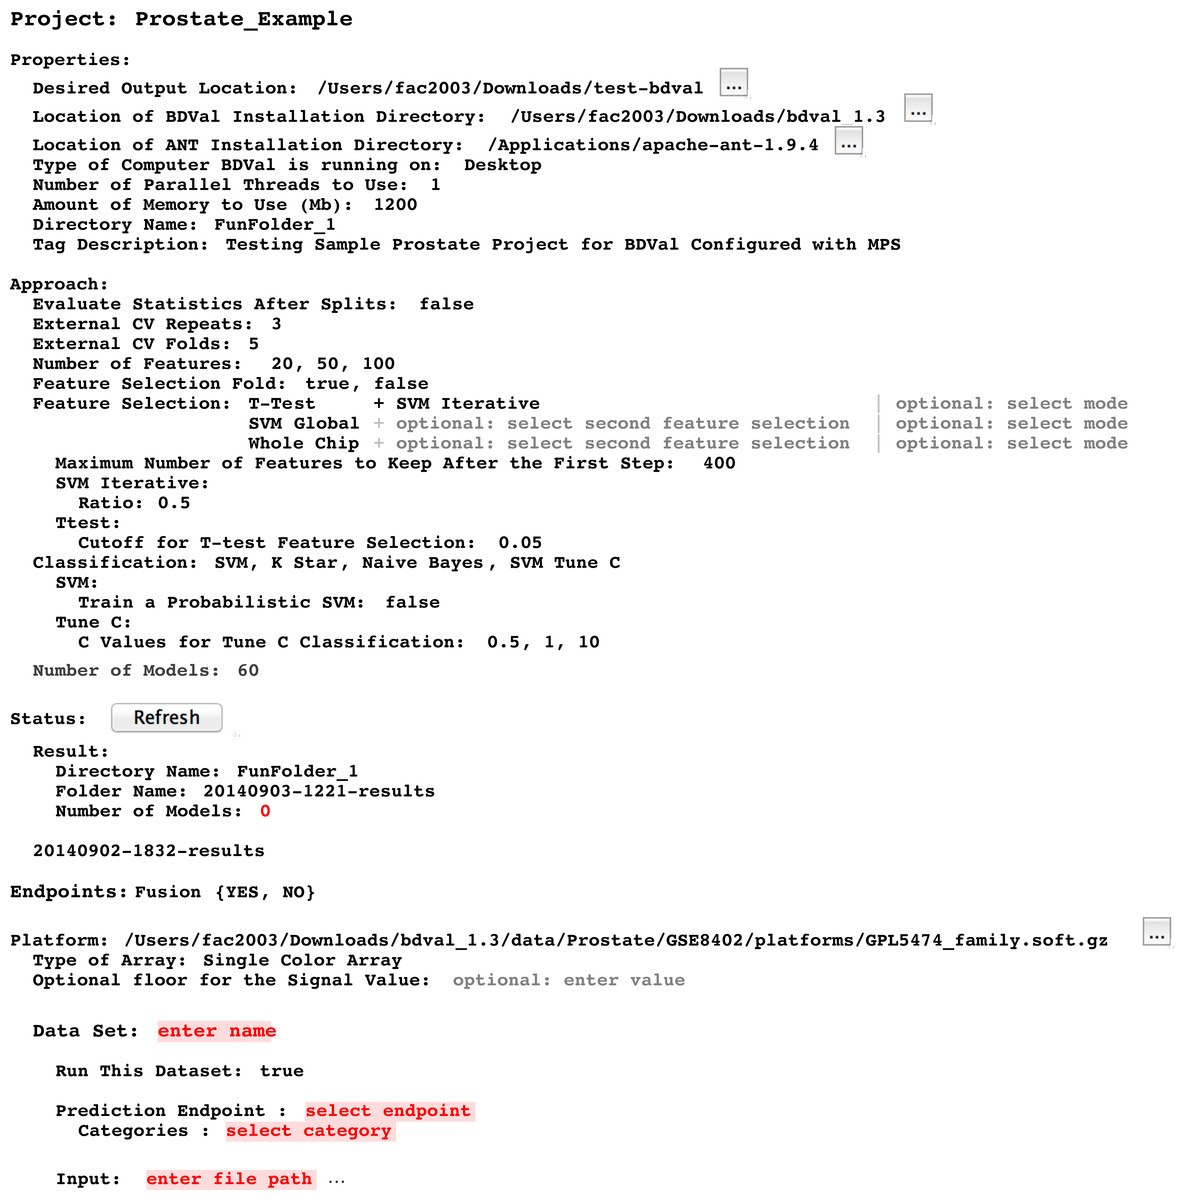 Project: Prostate_Example
Properties:
Desired Output Location: /Users/fac2003/Downloads/test-bdval ...
Location of BDVal Installation Directory: /Users/fac2003/Downloads/bdval_1.3 ...
Location of ANT Installation Directory: /Applications/apache-ant-1.9.4 ...
Type of Computer BDVal is running on: Desktop
Number of Parallel Threads to Use: 1
Amount of Memory to Use (Mb): 1200
Directory Name: FunFolder_1
Tag Description: Testing Sample Prostate Project for BDVal Configured with MPS
Approach:
Evaluate Statistics After Splits: false
External CV Repeats: 3
External CV Folds: 5
Number of Features: 20, 50, 100
Feature Selection Fold: true, false
Feature Selection: T-Test + SVM Iterative | optional: select mode
SVM Global + optional: select second feature selection | optional: select mode
Whole Chip + optional: select second feature selection | optional: select mode
Maximum Number of Features to Keep After the First Step: 400
SVM Iterative:
Ratio: 0.5
Ttest:
Cutoff for T-test Feature Selection: 0.05
Classification: SVM, K Star, Naive Bayes, SVM Tune C
SVM:
Train a Probabilistic SVM: false
Tune C:
C Values for Tune C Classification: 0.5, 1, 10
Number of Models: 60
Status: Refresh
Result:
Directory Name: FunFolder_1
Folder Name: 20140903-1221-results
Number of Models: 0
20140902-1832-results
Endpoints: Fusion {YES, NO}
Platform: /Users/fac2003/Downloads/bdval_1.3/data/Prostate/GSE8402/platforms/GPL5474_family.soft.gz ...
Type of Array: Single Color Array
Optional floor for the Signal Value: optional: enter value
Data Set: enter name
Run This Dataset: true
Prediction Endpoint : select endpoint
Categories : select category
Input: enter file path ...